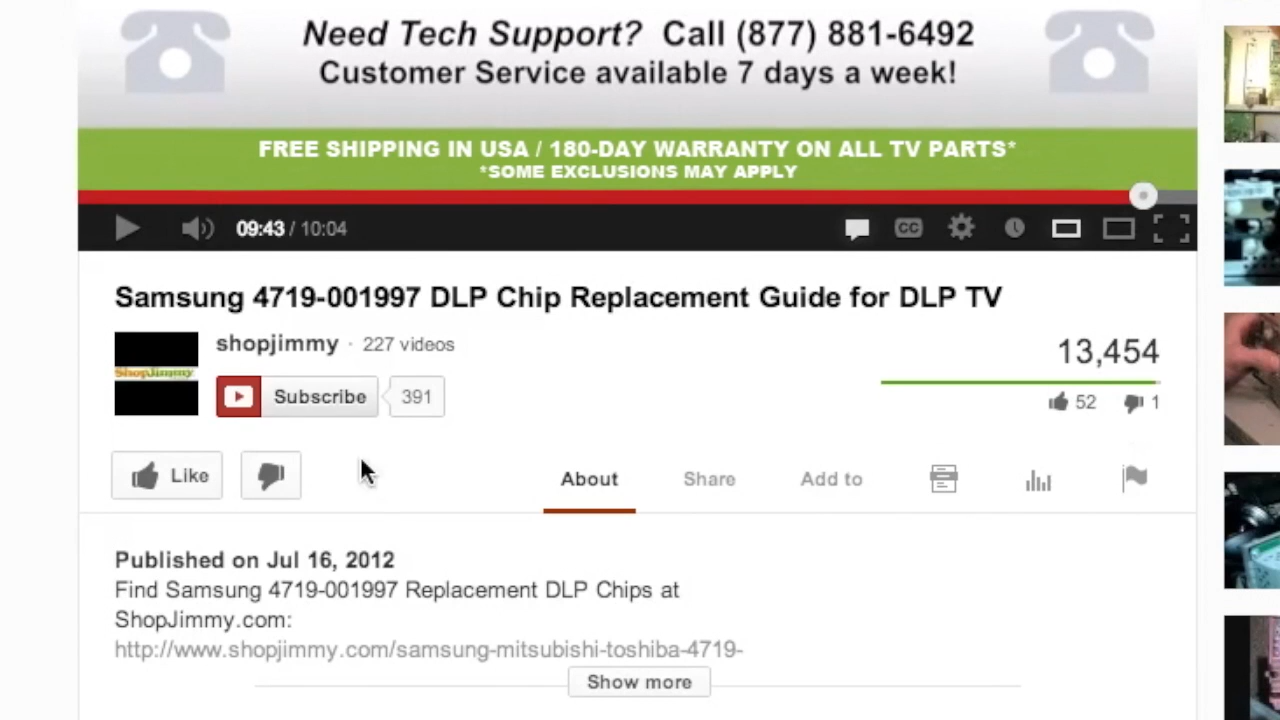 Need Tech Support? Call (877) 881-6492
Customer Service available 7 days a week!
FREE SHIPPING IN USA / 180-DAY WARRANTY ON ALL TV PARTS*
*SOME EXCLUSIONS MAY APPLY
09:43 / 10:04
CC
Samsung 4719-001997 DLP Chip Replacement Guide for DLP TV
ShopJimmy
shopjimmy · 227 videos
13,454
Subscribe 391
52 1
Like
About Share Add to
Published on Jul 16, 2012
Find Samsung 4719-001997 Replacement DLP Chips at
ShopJimmy.com:
http://www.shopjimmy.com/samsung-mitsubishi-toshiba-4719-
Show more